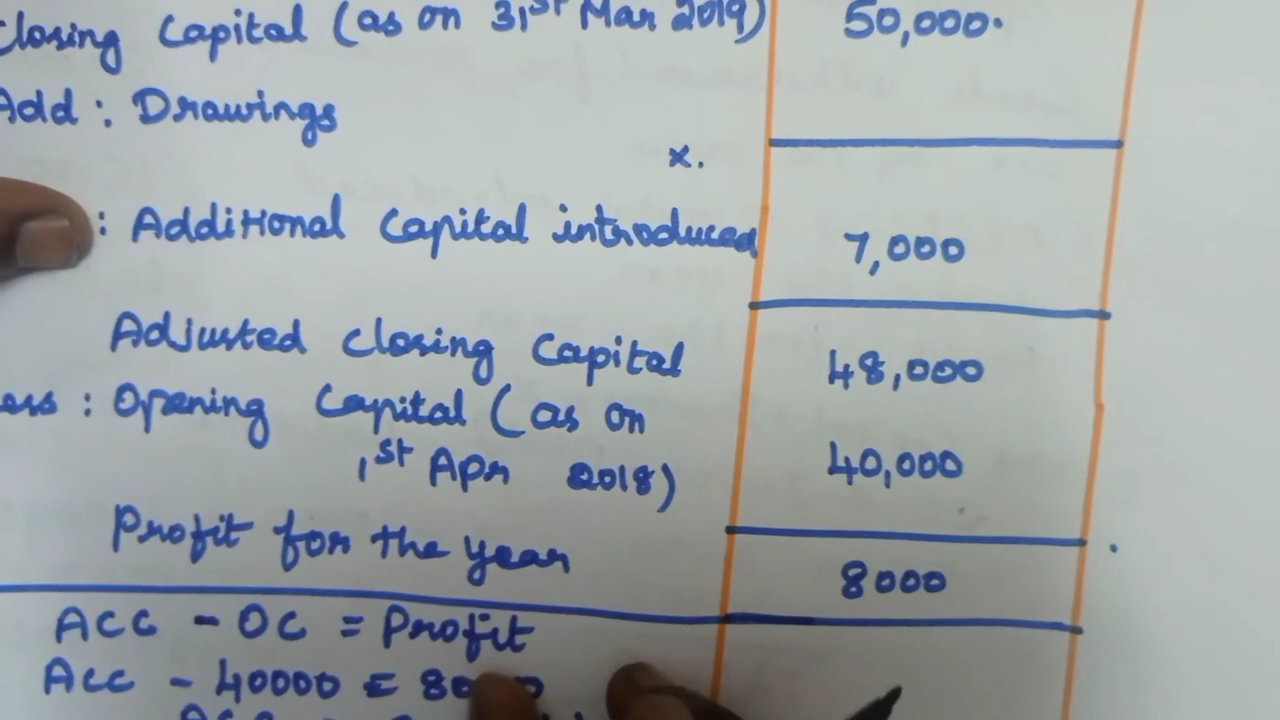 Closing Capital (as on 31st Mar 2019) 50,000.
Add : Drawings
x.
: Additional Capital introduced 7,000
Adjusted closing Capital 48,000
ess : Opening Capital (as on
1st Apr 2018) 40,000
Profit for the year 8000
ACC - OC = Profit
ACC - 40000 =